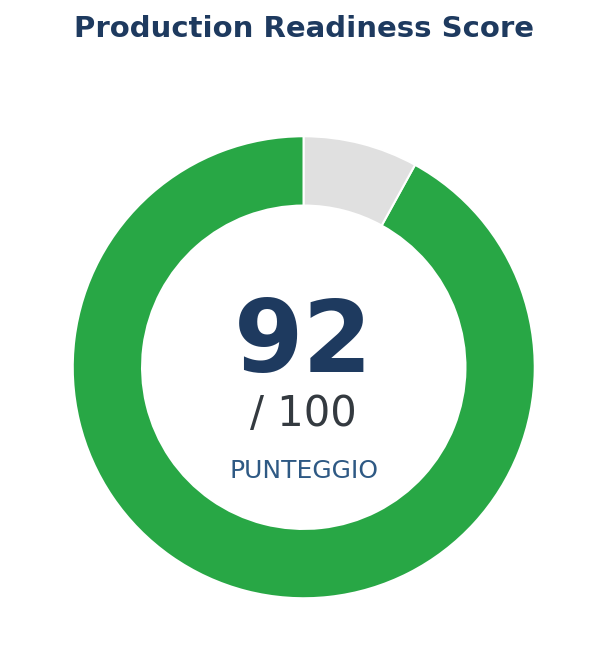 Production Readiness Score
92
/ 100
PUNTEGGIO